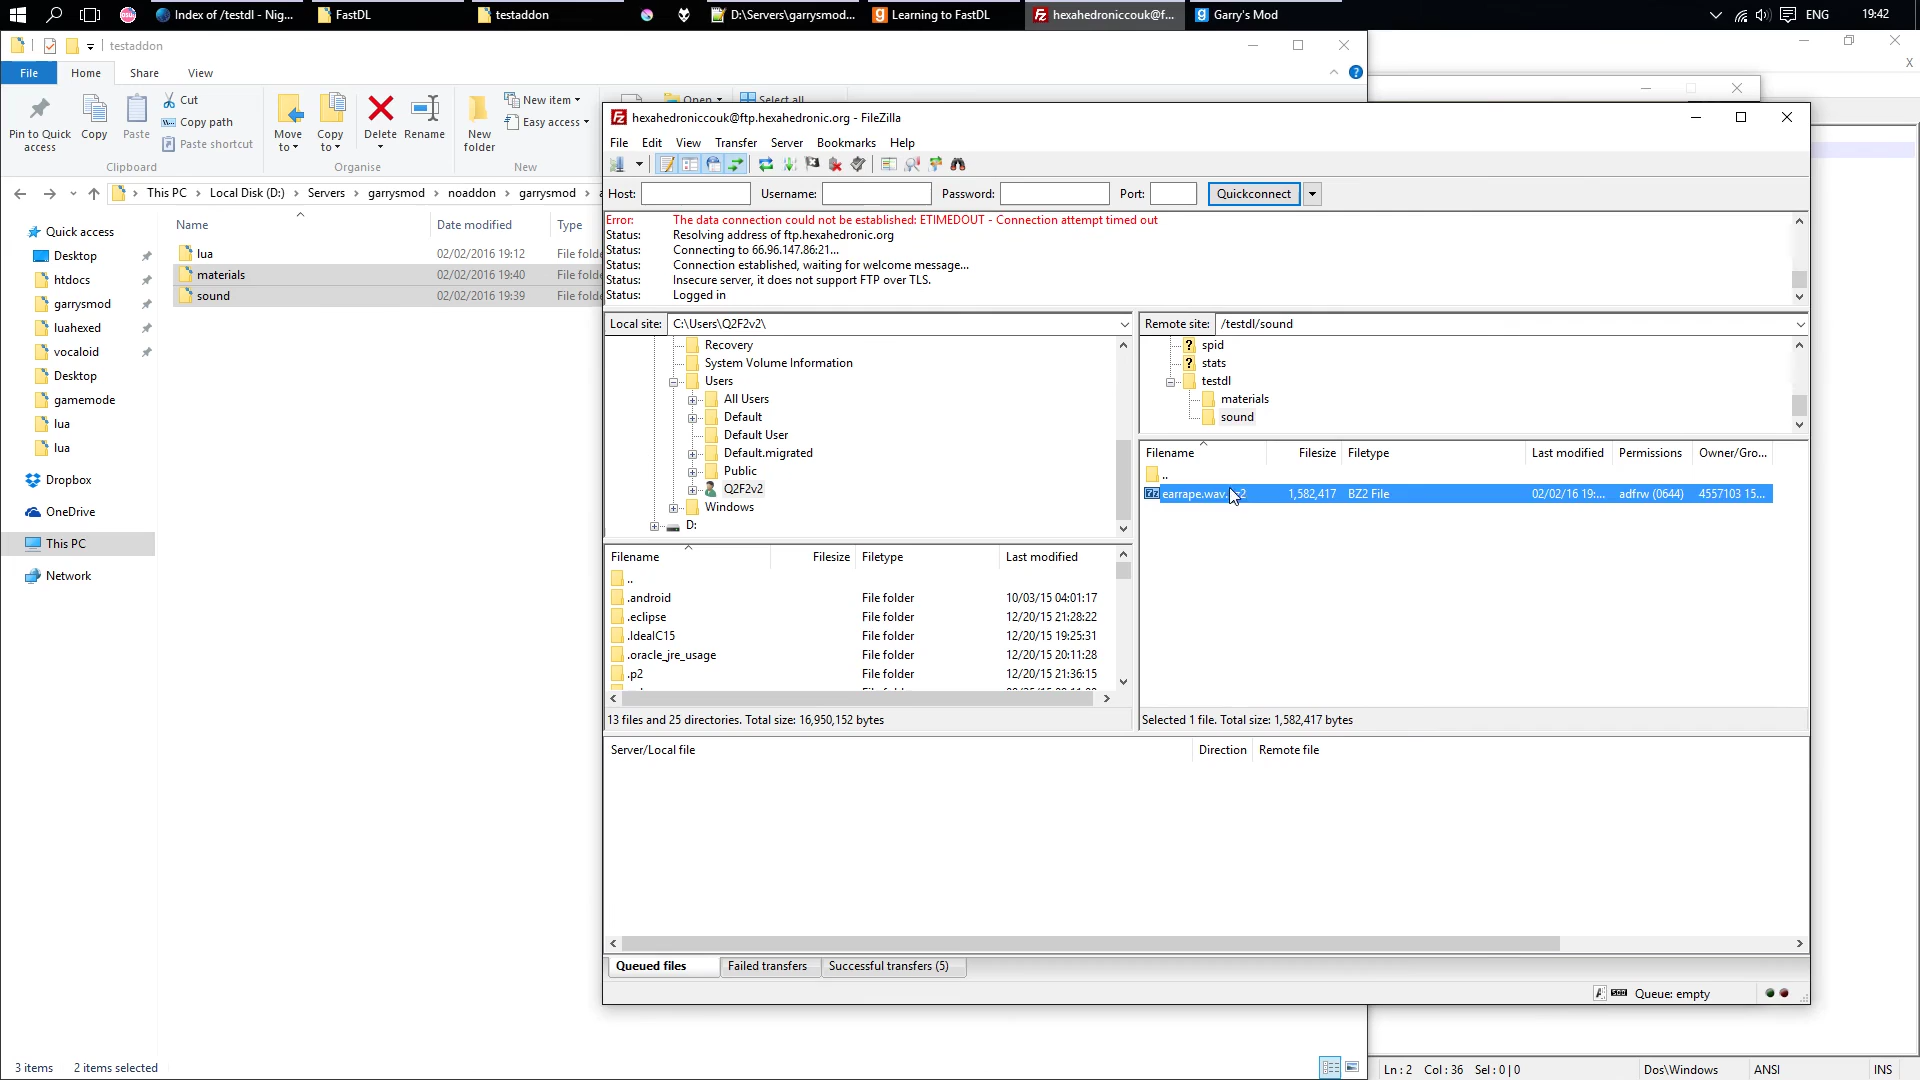 Index of /testdl - Nig...
FastDL
testaddon
D:\Servers\garrysmod...
Learning to FastDL
hexahedroniccouk@f...
Garry's Mod
ENG
19:42
testaddon
File
Home
Share
View
Pin to Quick access
Copy
Paste
Cut
Copy path
Paste shortcut
Clipboard
Move to
Copy to
Delete
Rename
Organise
New folder
New item
Easy access
New
Open
Select all
This PC
Local Disk (D:)
Servers
garrysmod
noaddon
garrysmod
Name
Date modified
Type
Quick access
Desktop
htdocs
garrysmod
luahexed
vocaloid
Desktop
gamemode
lua
lua
Dropbox
OneDrive
This PC
Network
lua 02/02/2016 19:12 File folde
materials 02/02/2016 19:40 File folde
sound 02/02/2016 19:39 File folde
3 items 2 items selected
hexahedroniccouk@ftp.hexahedronic.org - FileZilla
File Edit View Transfer Server Bookmarks Help
Host: Username: Password: Port: Quickconnect
Error: The data connection could not be established: ETIMEDOUT - Connection attempt timed out
Status: Resolving address of ftp.hexahedronic.org
Status: Connecting to 66.96.147.86:21...
Status: Connection established, waiting for welcome message...
Status: Insecure server, it does not support FTP over TLS.
Status: Logged in
Local site: C:\Users\Q2F2v2\
Recovery
System Volume Information
Users
All Users
Default
Default User
Default.migrated
Public
Q2F2v2
Windows
D:
Filename Filesize Filetype Last modified
..
.android File folder 10/03/15 04:01:17
.eclipse File folder 12/20/15 21:28:22
.IdealC15 File folder 12/20/15 19:25:31
.oracle_jre_usage File folder 12/20/15 20:11:28
.p2 File folder 12/20/15 21:36:15
13 files and 25 directories. Total size: 16,950,152 bytes
Remote site: /testdl/sound
? spid
? stats
testdl
materials
sound
Filename Filesize Filetype Last modified Permissions Owner/Gro...
..
earrape.wav. 1,582,417 BZ2 File 02/02/16 19:... adfrw (0644) 4557103 15...
Selected 1 file. Total size: 1,582,417 bytes
Server/Local file Direction Remote file
Queued files Failed transfers Successful transfers (5)
Queue: empty
Ln : 2 Col : 36 Sel : 0 | 0 Dos\Windows ANSI INS